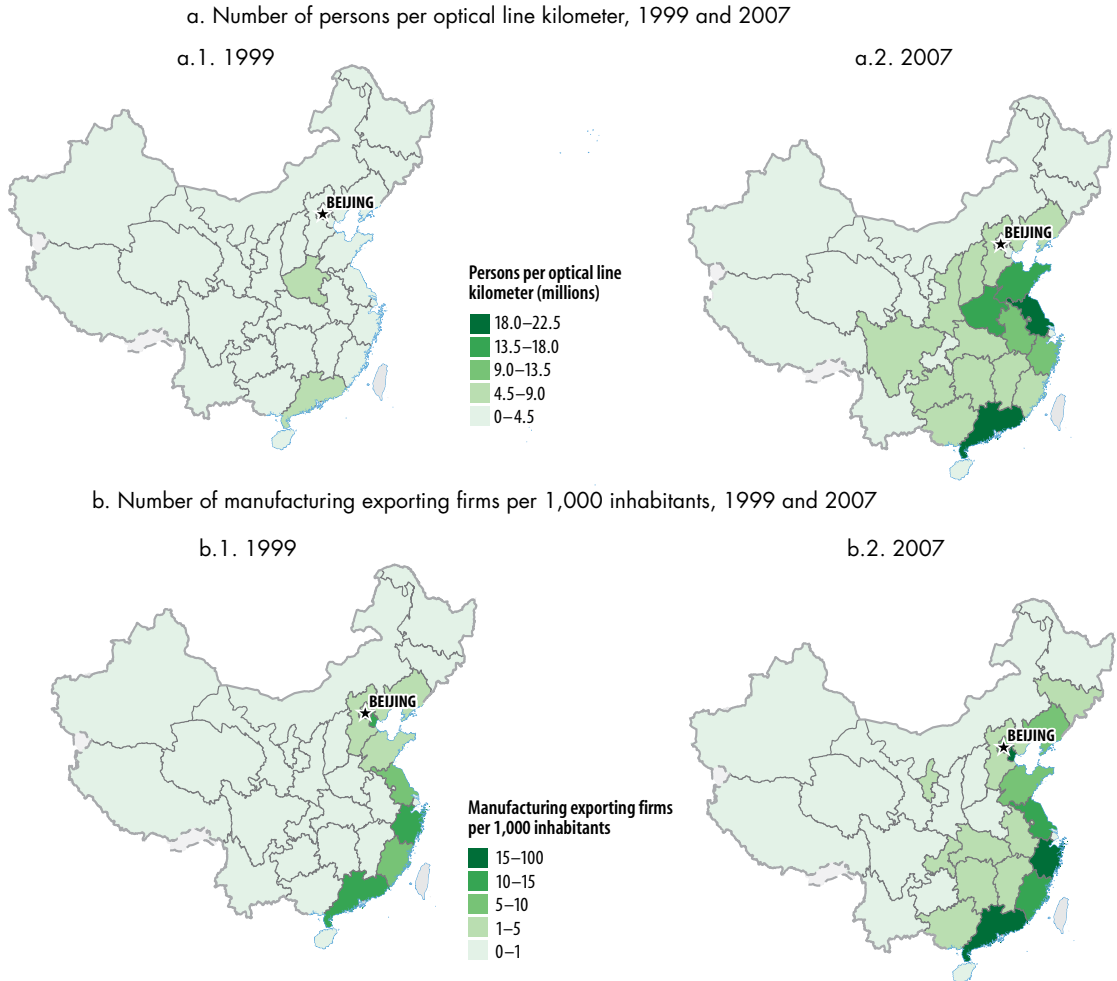 a. Number of persons per optical line kilometer, 1999 and 2007
a.1. 1999
a.2. 2007
BEIJING
BEIJING
Persons per optical line
kilometer (millions)
18.0–22.5
13.5–18.0
9.0–13.5
4.5–9.0
0–4.5
b. Number of manufacturing exporting firms per 1,000 inhabitants, 1999 and 2007
b.1. 1999
b.2. 2007
BEIJING
BEIJING
Manufacturing exporting firms
per 1,000 inhabitants
15–100
10–15
5–10
1–5
0–1